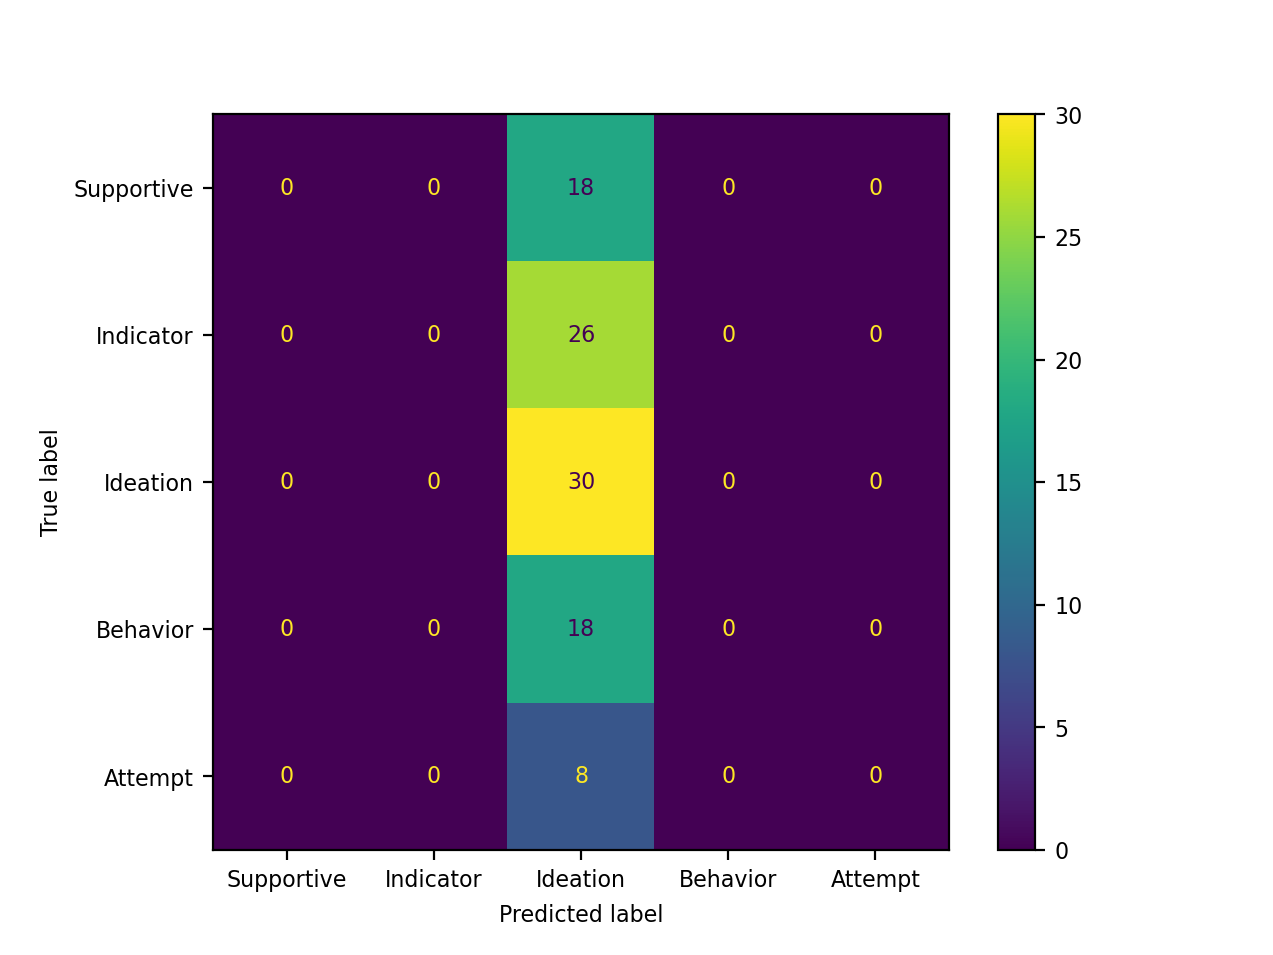 30
Supportive 0 0 18 0 0
25
Indicator 0 0 26 0 0
20
True label
Ideation 0 0 30 0 0
15
10
Behavior 0 0 18 0 0
5
Attempt 0 0 8 0 0
0
Supportive Indicator Ideation Behavior Attempt
Predicted label